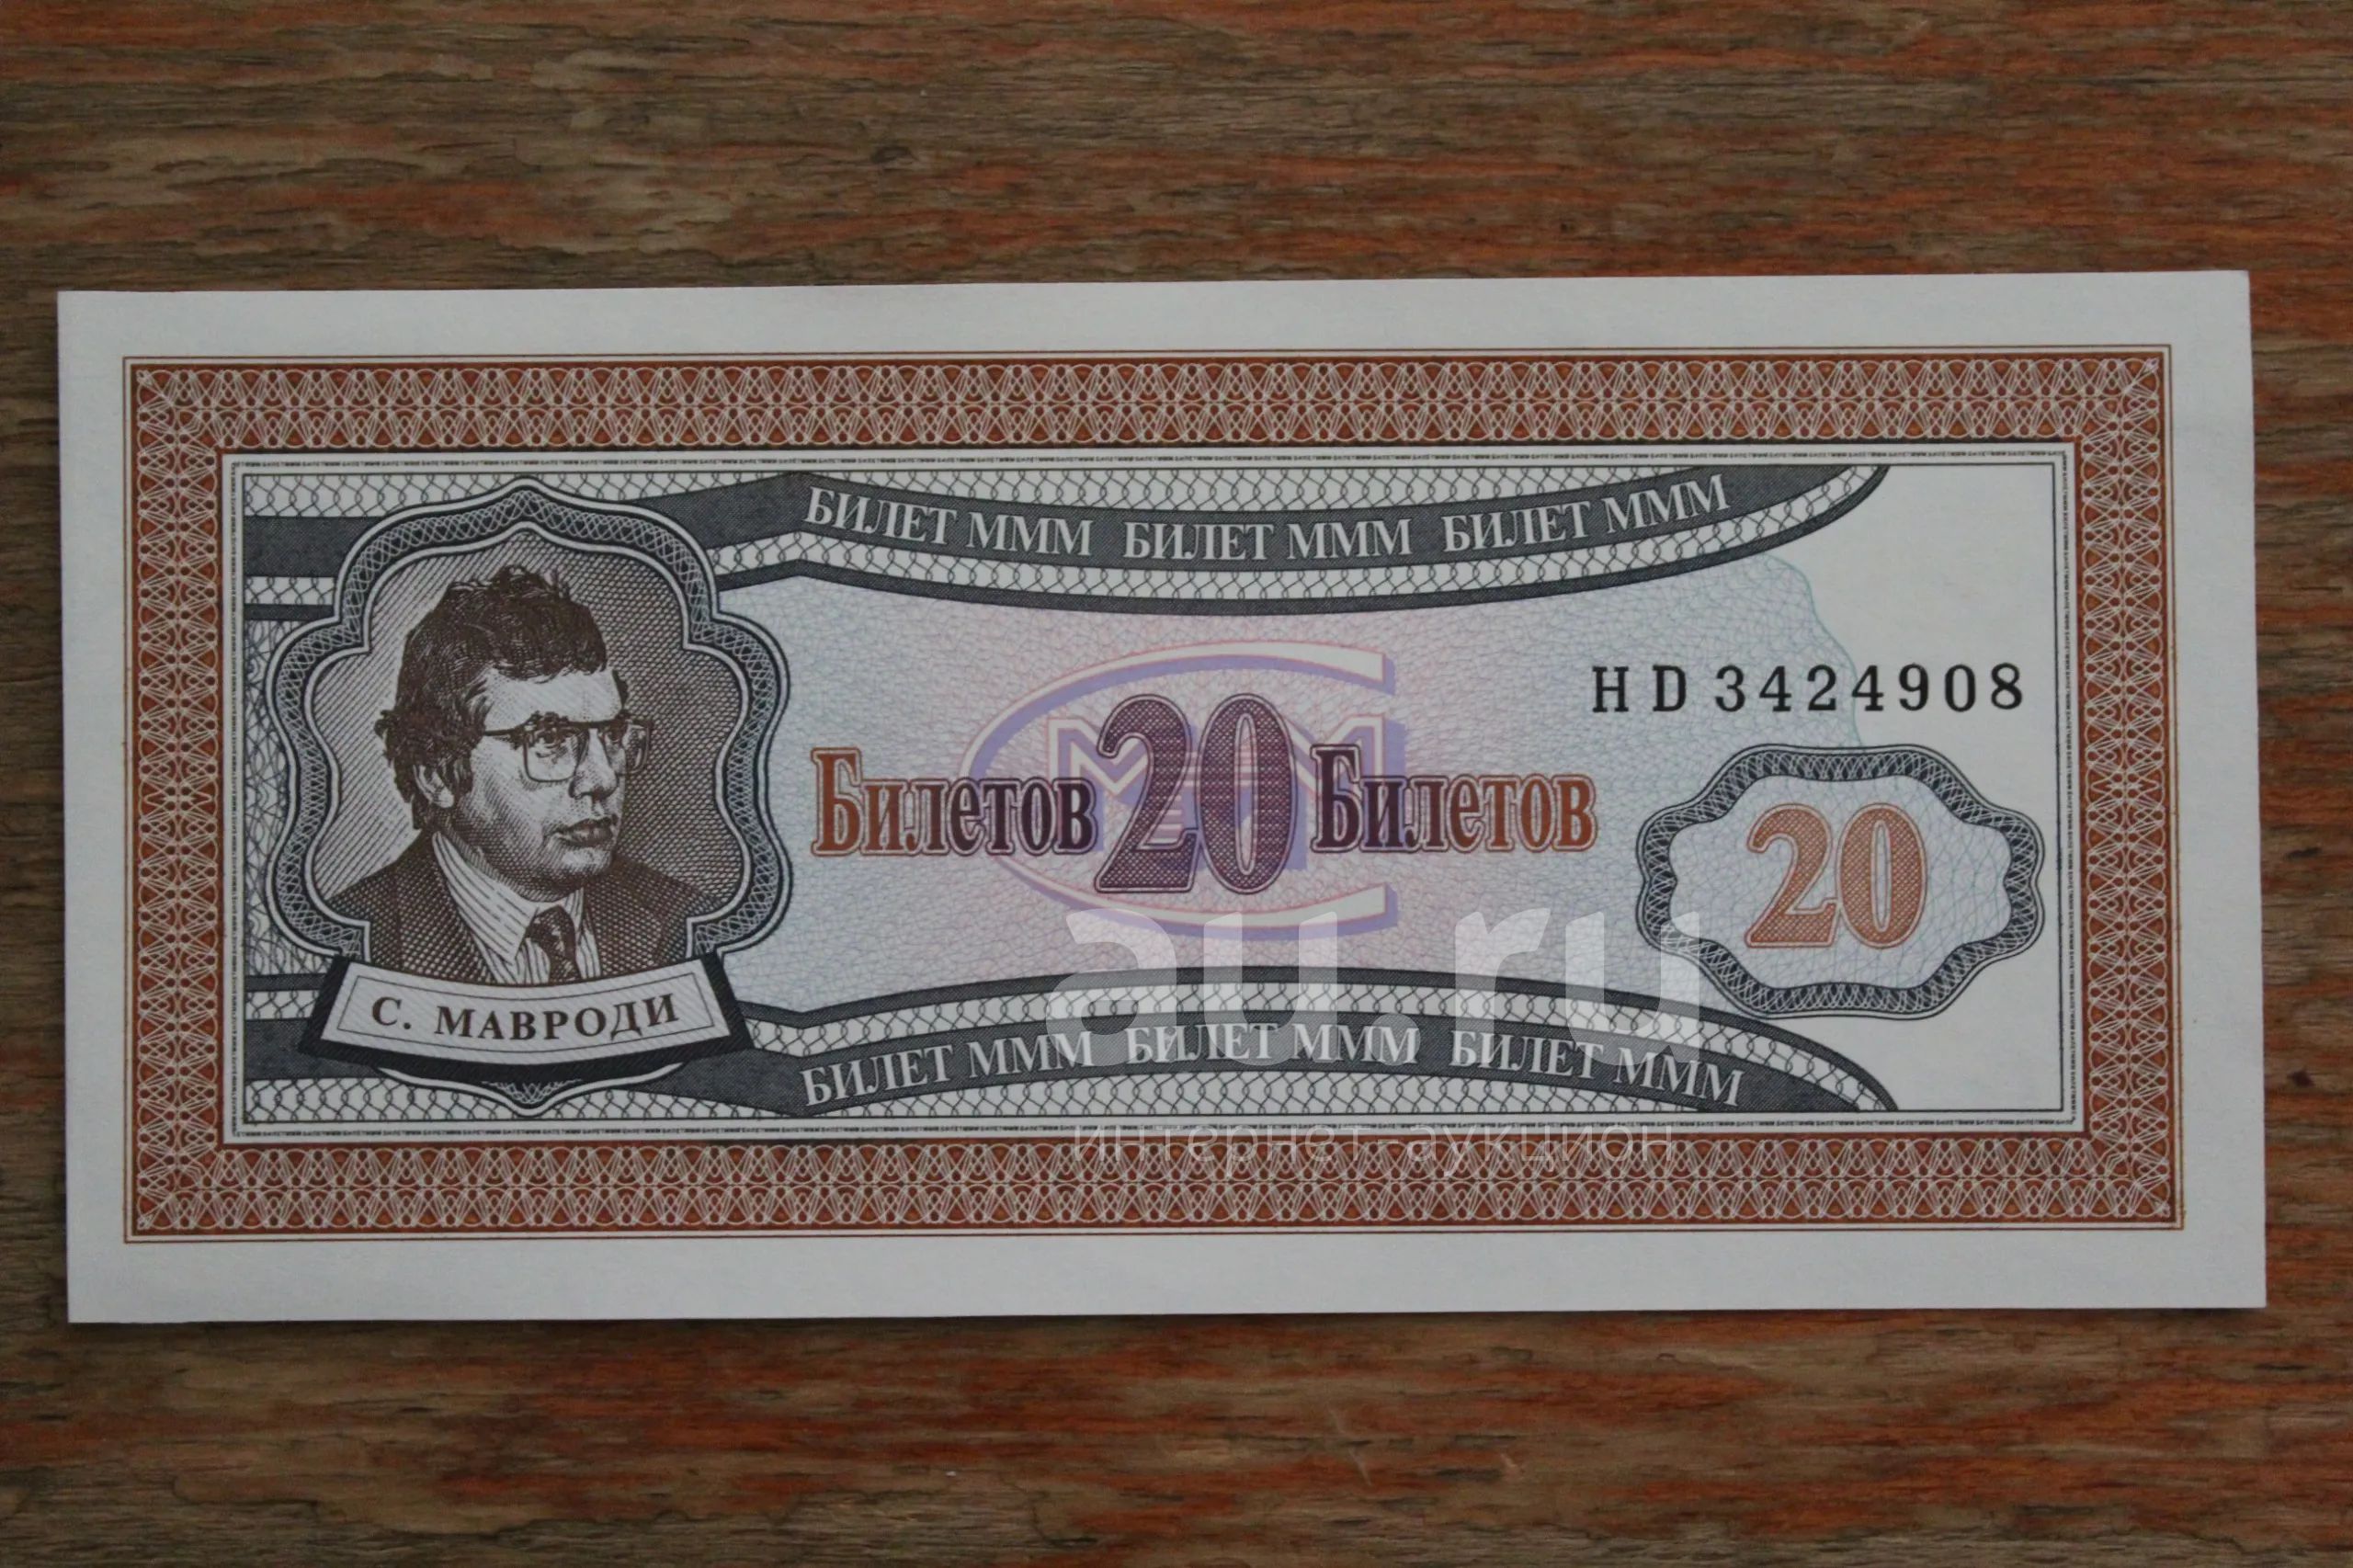 БИЛЕТ МММ БИЛЕТ МММ БИЛЕТ МММ
HD 3424908
МММ
Билетов 20 Билетов
20
С. МАВРОДИ
au.ru
БИЛЕТ МММ БИЛЕТ МММ БИЛЕТ МММ
интернет-аукцион